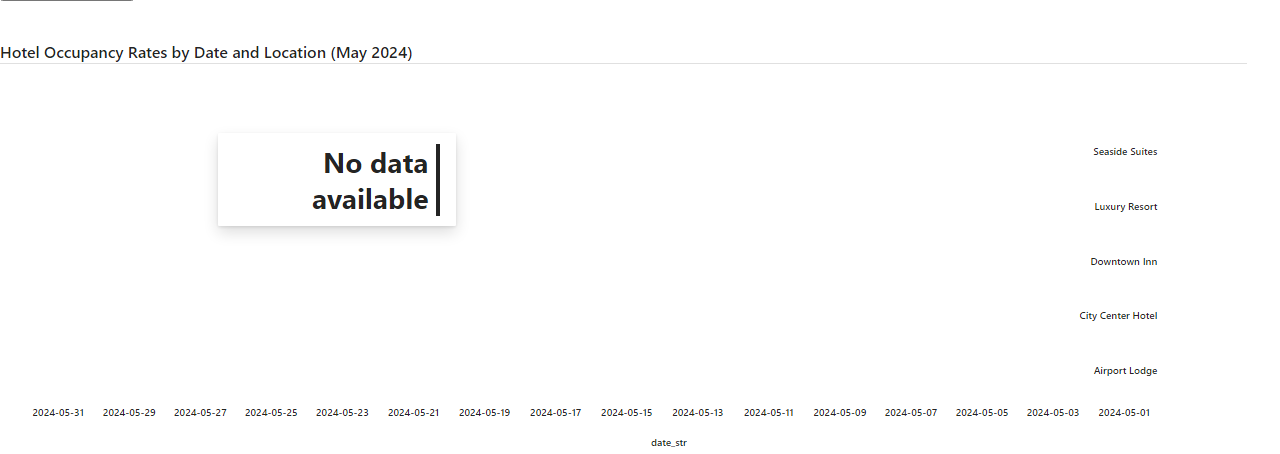 Hotel Occupancy Rates by Date and Location (May 2024)
No data
available
Seaside Suites
Luxury Resort
Downtown Inn
City Center Hotel
Airport Lodge
2024-05-31 2024-05-29 2024-05-27 2024-05-25 2024-05-23 2024-05-21 2024-05-19 2024-05-17 2024-05-15 2024-05-13 2024-05-11 2024-05-09 2024-05-07 2024-05-05 2024-05-03 2024-05-01
date_str